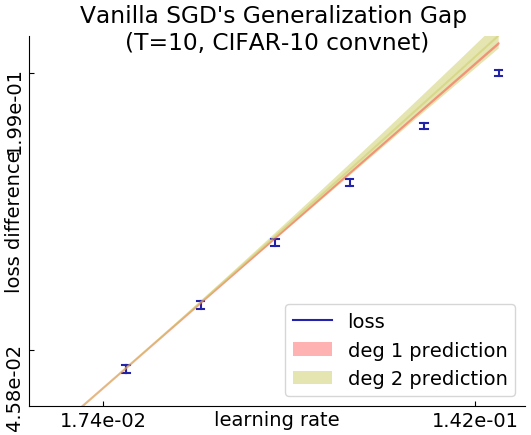 Vanilla SGD's Generalization Gap
(T=10, CIFAR-10 convnet)
1.99e-01
loss difference
4.58e-02
loss
deg 1 prediction
deg 2 prediction
1.74e-02
learning rate
1.42e-01